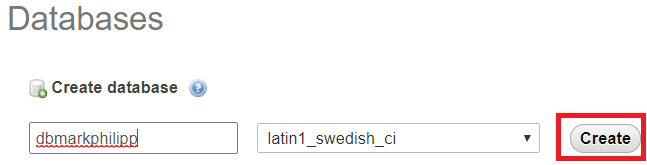 Databases
Create database
dbmarkphilipp
latin1_swedish_ci
Create